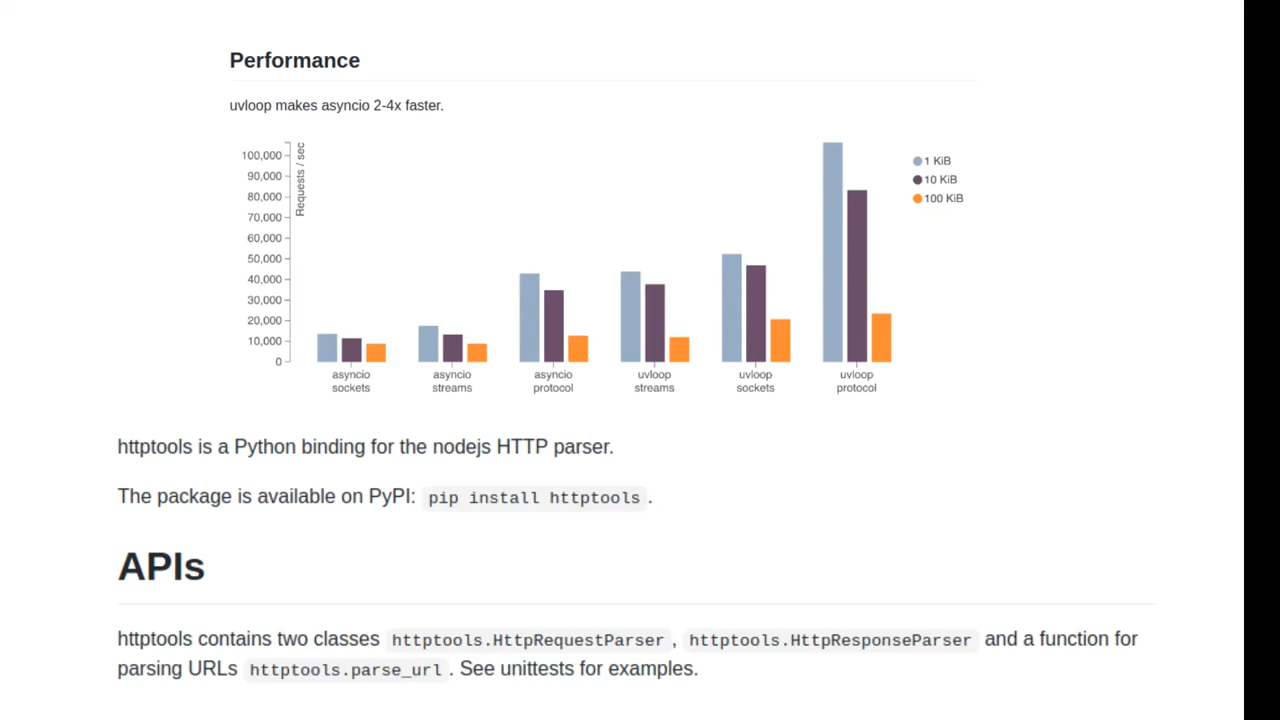 Performance
uvloop makes asyncio 2-4x faster.
Requests / sec
100,000
90,000
80,000
70,000
60,000
50,000
40,000
30,000
20,000
10,000
0
1 KiB
10 KiB
100 KiB
asyncio sockets
asyncio streams
asyncio protocol
uvloop streams
uvloop sockets
uvloop protocol
httptools is a Python binding for the nodejs HTTP parser.
The package is available on PyPI: pip install httptools .
APIs
httptools contains two classes httptools.HttpRequestParser , httptools.HttpResponseParser and a function for
parsing URLs httptools.parse_url . See unittests for examples.